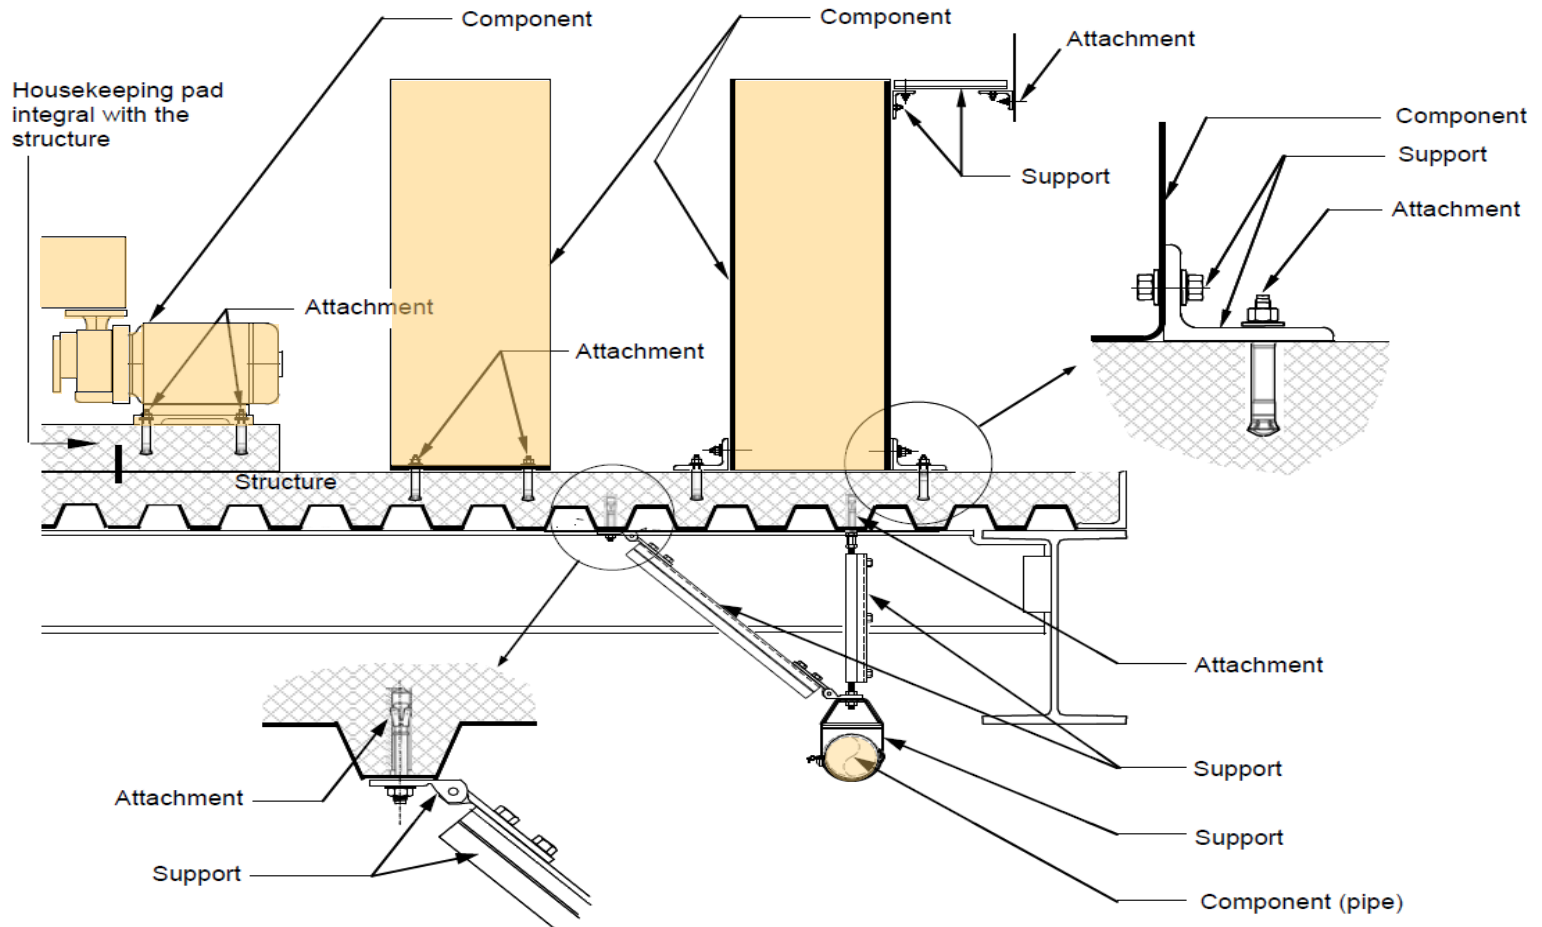 Component
Component
Attachment
Housekeeping pad
integral with the
structure
Component
Support
Support
Attachment
Attachment
Attachment
Structure
Attachment
Support
Attachment
Support
Support
Component (pipe)